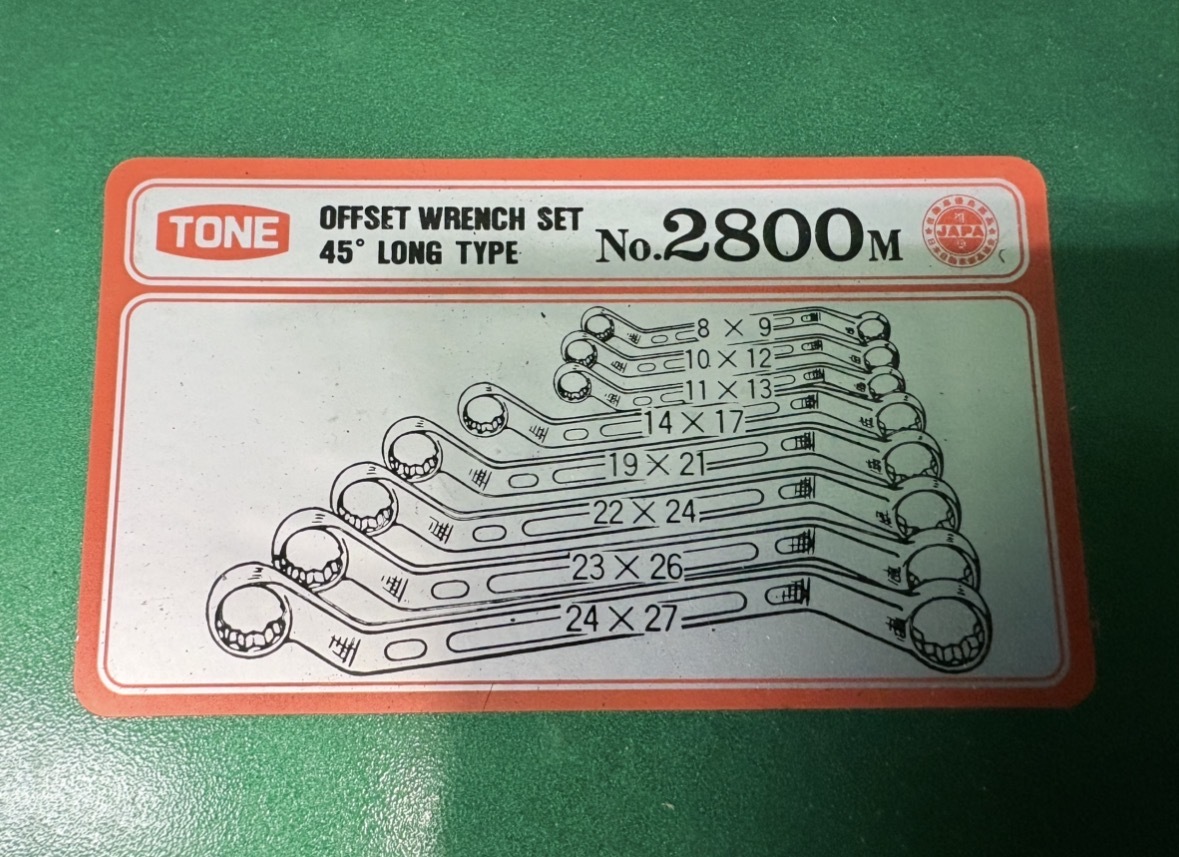 TONE
OFFSET WRENCH SET
45° LONG TYPE
No.2800M
JAPA
8 × 9
10 × 12
11 × 13
14 × 17
19 × 21
22 × 24
23 × 26
24 × 27